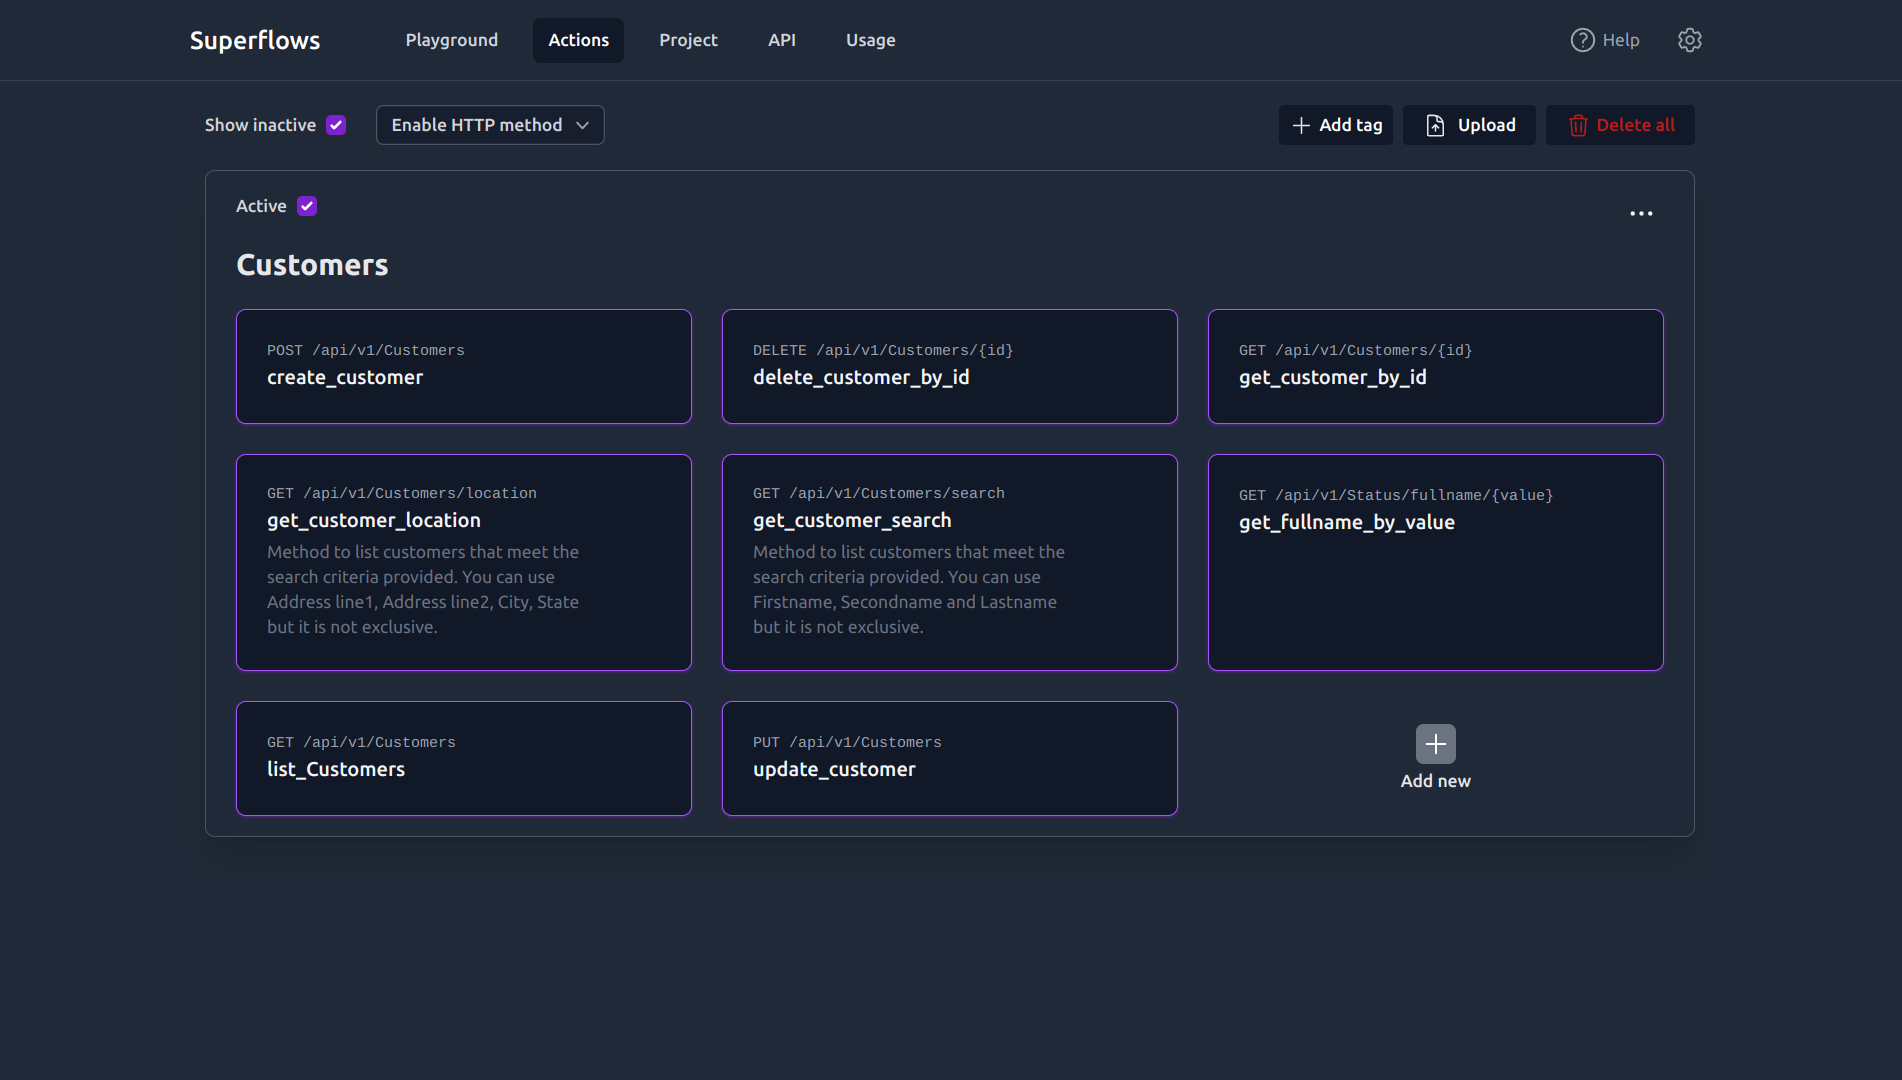 Superflows
Playground
Actions
Project
API
Usage
Help
Show inactive
Enable HTTP method
Add tag
Upload
Delete all
Active
Customers
POST /api/v1/Customers
create_customer
DELETE /api/v1/Customers/{id}
delete_customer_by_id
GET /api/v1/Customers/{id}
get_customer_by_id
GET /api/v1/Customers/location
get_customer_location
Method to list customers that meet the
search criteria provided. You can use
Address line1, Address line2, City, State
but it is not exclusive.
GET /api/v1/Customers/search
get_customer_search
Method to list customers that meet the
search criteria provided. You can use
Firstname, Secondname and Lastname
but it is not exclusive.
GET /api/v1/Status/fullname/{value}
get_fullname_by_value
GET /api/v1/Customers
list_Customers
PUT /api/v1/Customers
update_customer
Add new